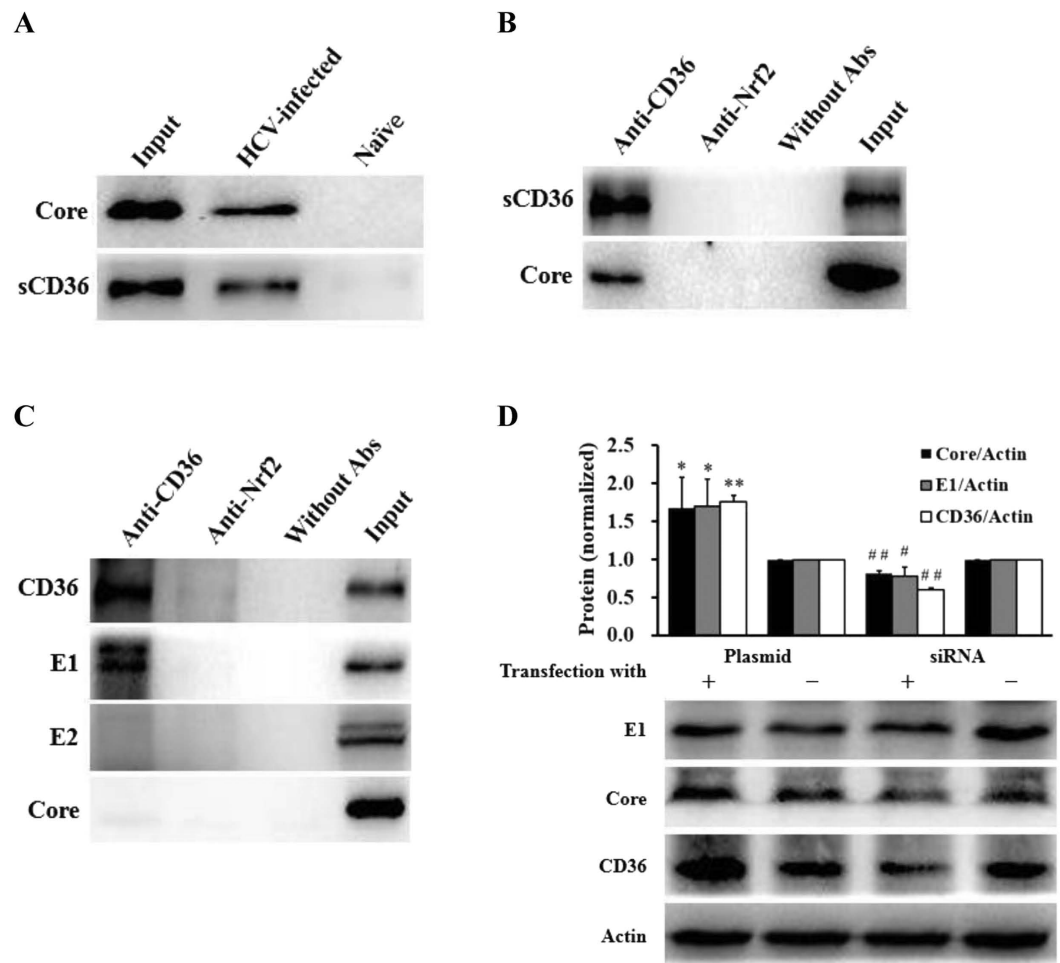 A
Input
HCV-infected
Naïve
Core
sCD36
B
Anti-CD36
Anti-Nrf2
Without Abs
Input
sCD36
Core
C
Anti-CD36
Anti-Nrf2
Without Abs
Input
CD36
E1
E2
Core
D
Protein (normalized)
2.5
2.0
1.5
1.0
0.5
0.0
* * **
## # ##
Core/Actin
E1/Actin
CD36/Actin
Plasmid siRNA
Transfection with + − + −
E1
Core
CD36
Actin